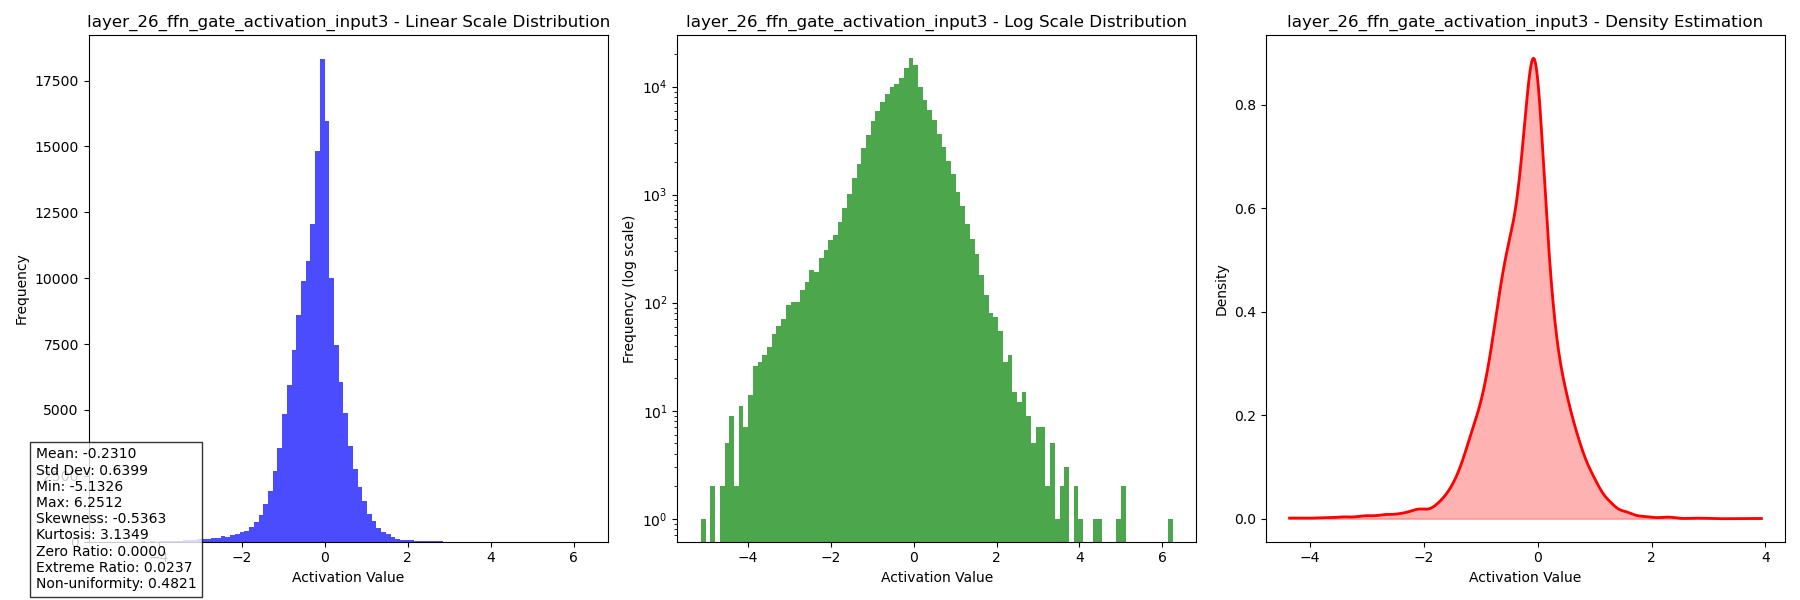 layer_26_ffn_gate_activation_input3 - Linear Scale Distribution
17500
15000
12500
10000
7500
5000
2500
0
Frequency
−4
−2
0
2
4
6
Activation Value
Mean: -0.2310
Std Dev: 0.6399
Min: -5.1326
Max: 6.2512
Skewness: -0.5363
Kurtosis: 3.1349
Zero Ratio: 0.0000
Extreme Ratio: 0.0237
Non-uniformity: 0.4821
layer_26_ffn_gate_activation_input3 - Log Scale Distribution
10⁴
10³
10²
10¹
10⁰
Frequency (log scale)
−4
−2
0
2
4
6
Activation Value
layer_26_ffn_gate_activation_input3 - Density Estimation
0.8
0.6
0.4
0.2
0.0
Density
−4
−2
0
2
4
Activation Value